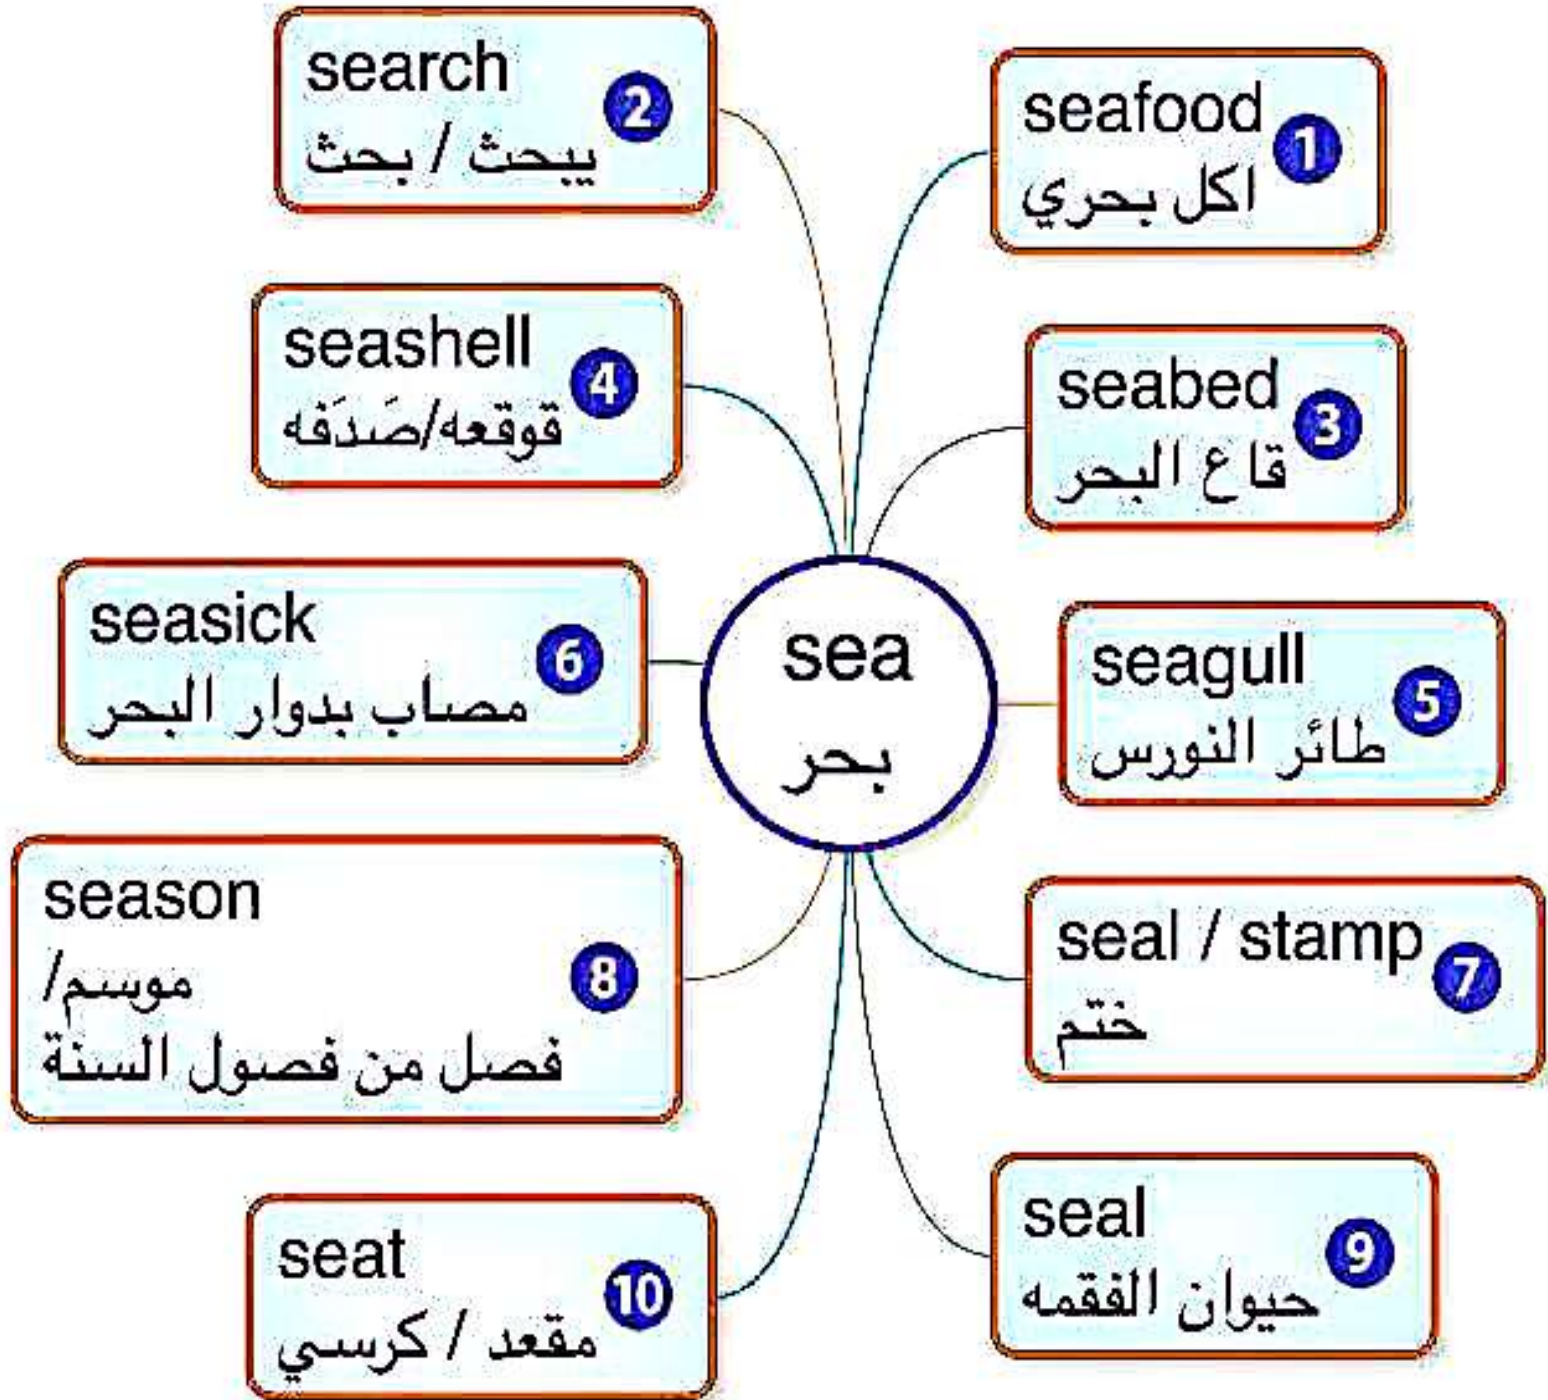 sea
بحر
seafood
اكل بحري
1
search
يبحث / بحث
2
seabed
قاع البحر
3
seashell
قوقعه/صَدَفه
4
seagull
طائر النورس
5
seasick
مصاب بدوار البحر
6
seal / stamp
ختم
7
season
موسم/
فصل من فصول السنة
8
seal
حيوان الفقمه
9
seat
مقعد / كرسي
10